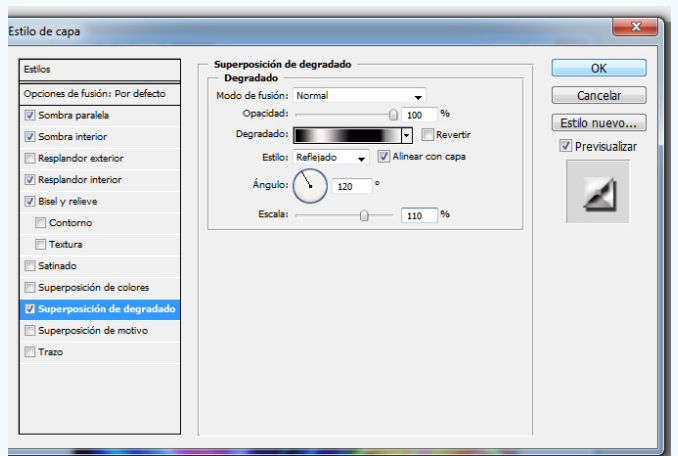 Estilo de capa
Estilos
Opciones de fusión: Por defecto
Sombra paralela
Sombra interior
Resplandor exterior
Resplandor interior
Bisel y relieve
Contorno
Textura
Satinado
Superposición de colores
Superposición de degradado
Superposición de motivo
Trazo
Superposición de degradado
Degradado
Modo de fusión: Normal
Opacidad: 100 %
Degradado: Revertir
Estilo: Reflejado Alinear con capa
Ángulo: 120 °
Escala: 110 %
OK
Cancelar
Estilo nuevo...
Previsualizar